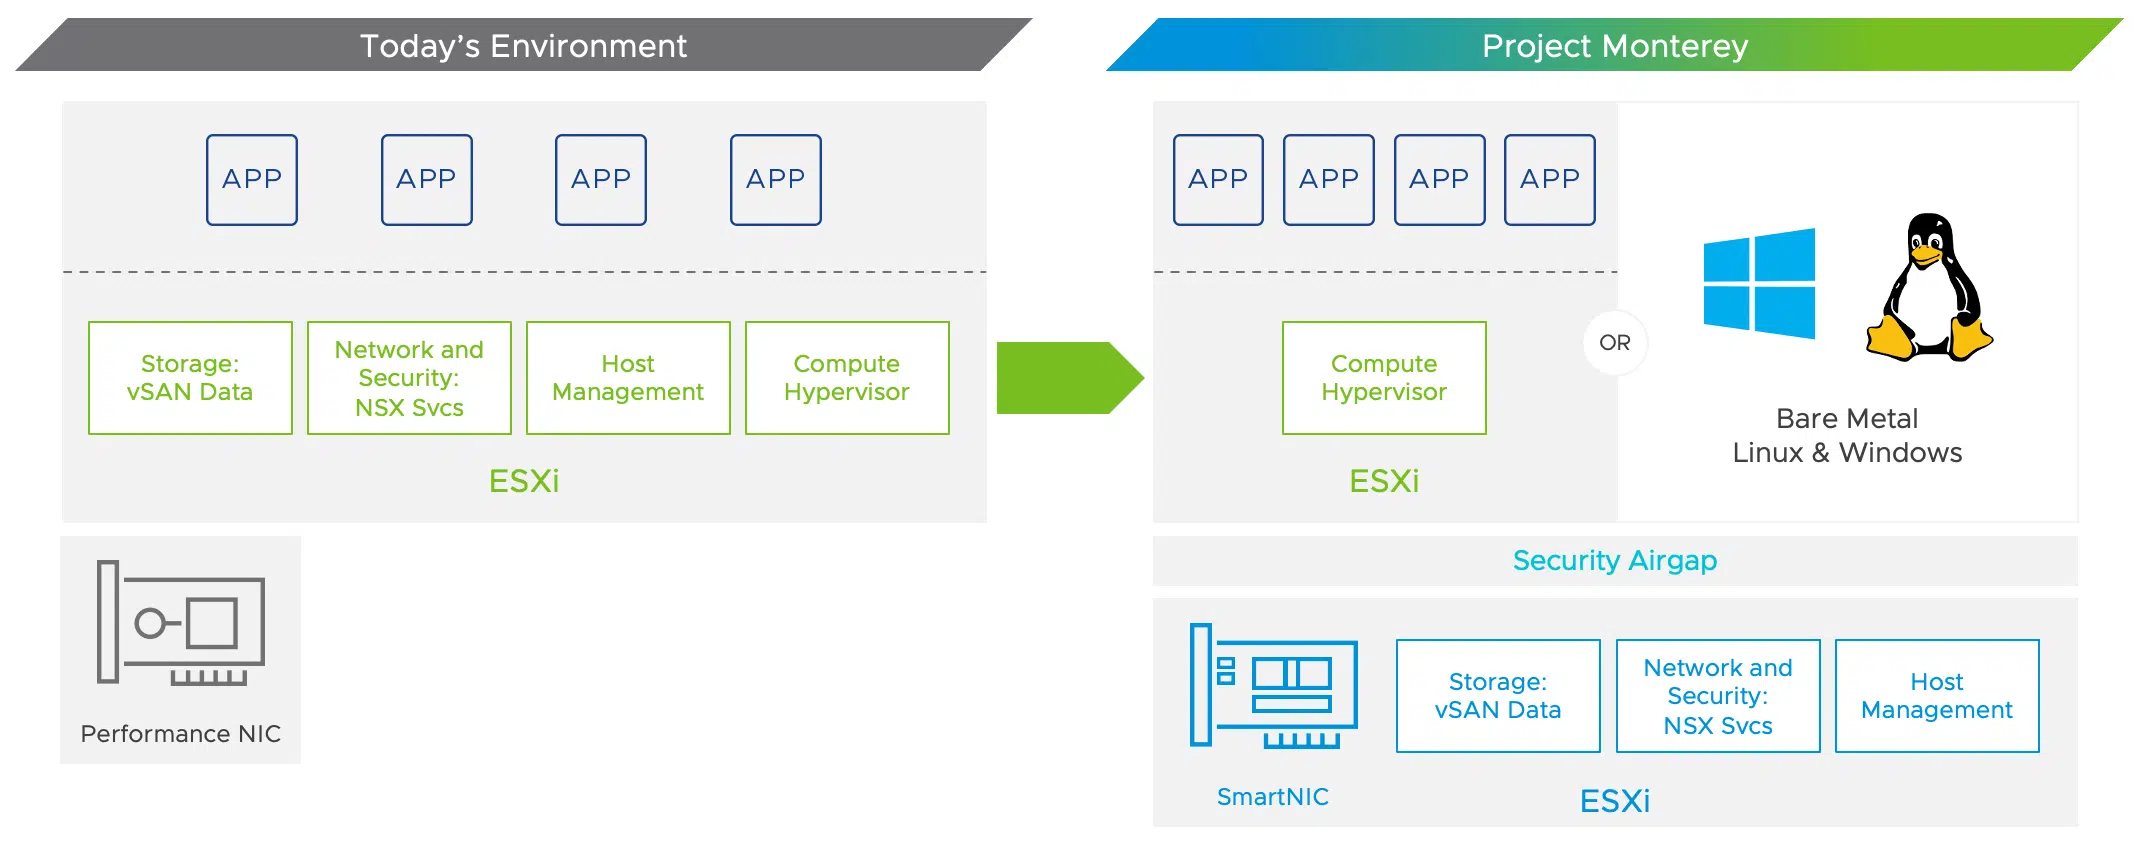 Today's Environment
APP
APP
APP
APP
Storage:
vSAN Data
Network and
Security:
NSX Svcs
Host
Management
Compute
Hypervisor
ESXi
Performance NIC
Project Monterey
APP
APP
APP
APP
Compute
Hypervisor
ESXi
OR
Bare Metal
Linux & Windows
Security Airgap
SmartNIC
Storage:
vSAN Data
Network and
Security:
NSX Svcs
Host
Management
ESXi